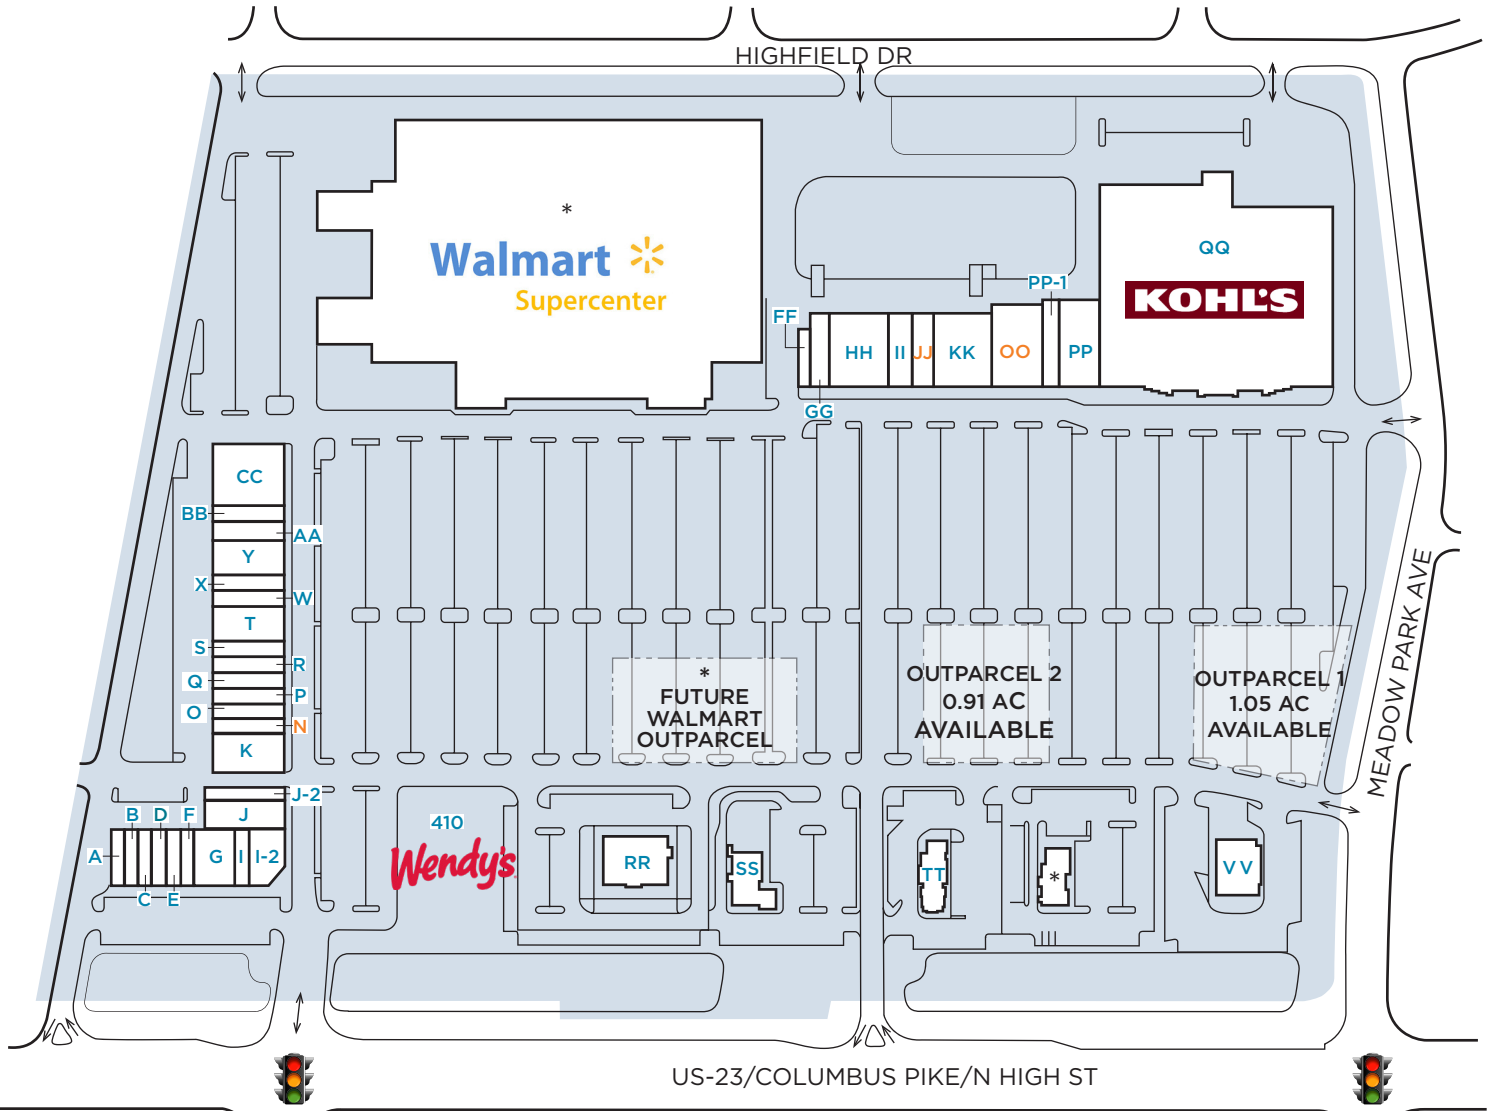 HIGHFIELD DR
*
Walmart
Supercenter
QQ
KOHL'S
PP-1
FF
HH
II
JJ
KK
OO
PP
GG
CC
BB
AA
Y
X
W
T
S
R
Q
P
O
N
K
J-2
J
B
D
F
A
G
I
I-2
C
E
*
FUTURE
WALMART
OUTPARCEL
OUTPARCEL 2
0.91 AC
AVAILABLE
OUTPARCEL 1
1.05 AC
AVAILABLE
MEADOW PARK AVE
410
Wendy's
RR
SS
TT
*
VV
US-23/COLUMBUS PIKE/N HIGH ST